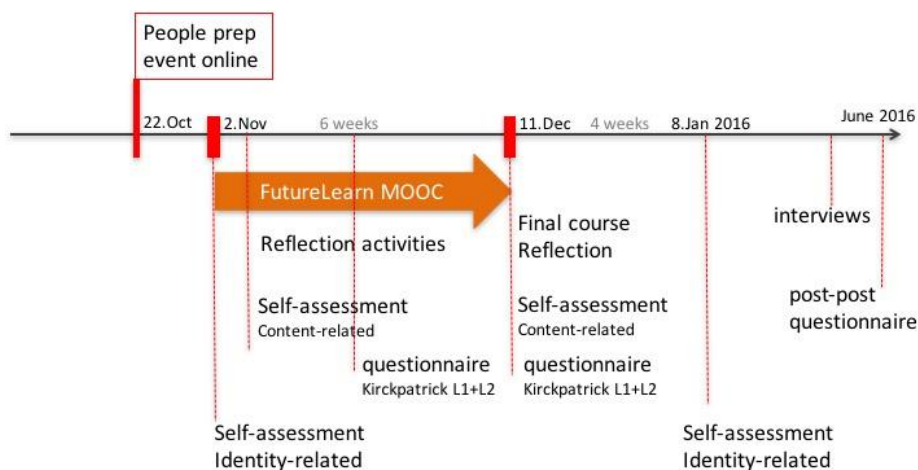 People prep
event online
22.Oct
2.Nov
6 weeks
11.Dec
4 weeks
8.Jan 2016
June 2016
FutureLearn MOOC
Reflection activities
Final course
Reflection
interviews
Self-assessment
Content-related
Self-assessment
Content-related
post-post
questionnaire
questionnaire
Kirckpatrick L1+L2
questionnaire
Kirckpatrick L1+L2
Self-assessment
Identity-related
Self-assessment
Identity-related